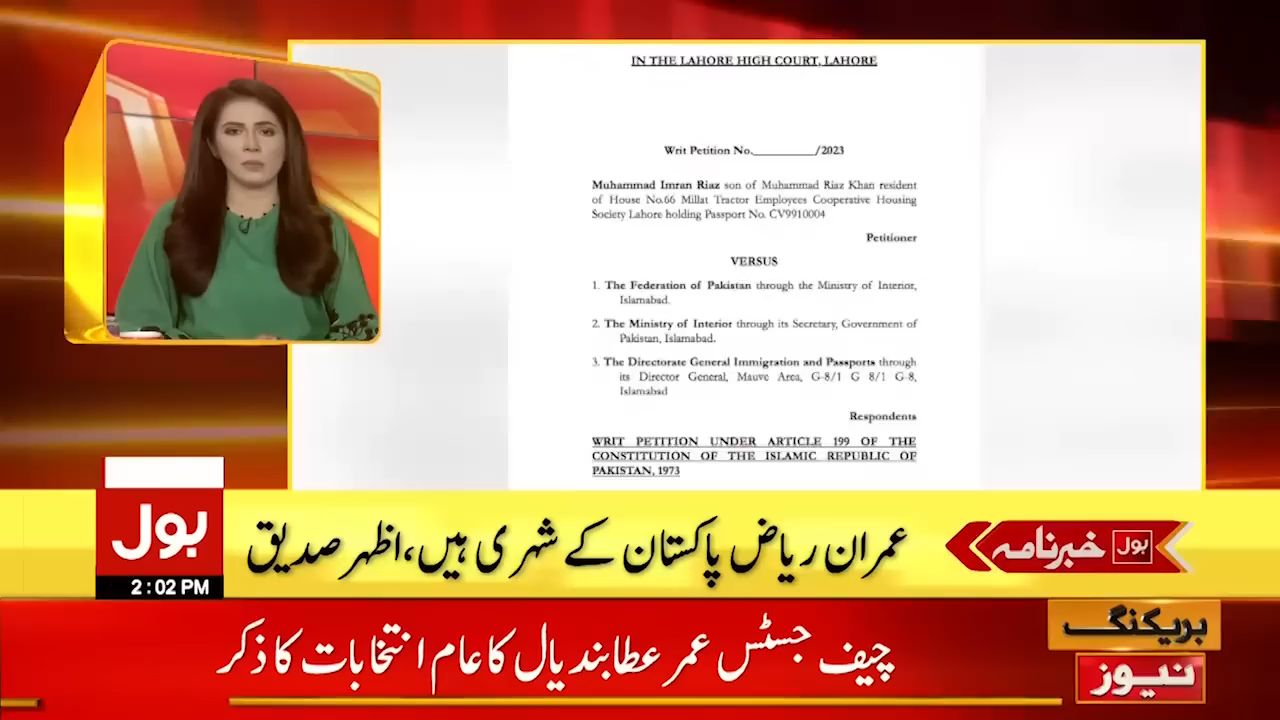 IN THE LAHORE HIGH COURT, LAHORE
Writ Petition No.__________/2023
Muhammad Imran Riaz son of Muhammad Riaz Khan resident
of House No.66 Millat Tractor Employees Cooperative Housing
Society Lahore holding Passport No. CV9910004
Petitioner
VERSUS
1. The Federation of Pakistan through the Ministry of Interior,
Islamabad.
2. The Ministry of Interior through its Secretary, Government of
Pakistan, Islamabad.
3. The Directorate General Immigration and Passports through
its Director General, Mauve Area, G-8/1 G 8/1 G-8,
Islamabad
Respondents
WRIT PETITION UNDER ARTICLE 199 OF THE
CONSTITUTION OF THE ISLAMIC REPUBLIC OF
PAKISTAN, 1973
بول خبرنامہ
عمران ریاض پاکستان کے شہری ہیں، اظہر صدیق
بول
2:02 PM
بریکنگ
نیوز
چیف جسٹس عمر عطابندیال کا عام انتخابات کا ذکر